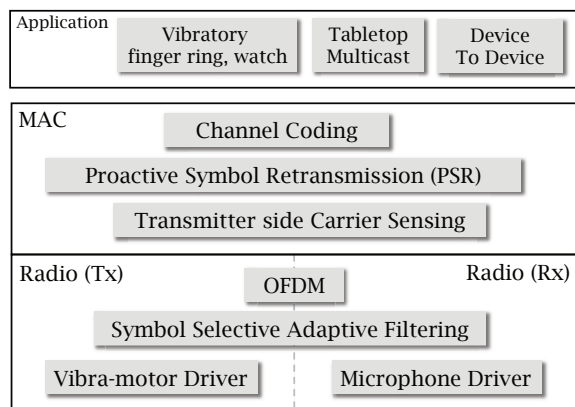 Application
Vibratory
finger ring, watch
Tabletop
Multicast
Device
To Device
MAC
Channel Coding
Proactive Symbol Retransmission (PSR)
Transmitter side Carrier Sensing
Radio (Tx)
Radio (Rx)
OFDM
Symbol Selective Adaptive Filtering
Vibra-motor Driver
Microphone Driver